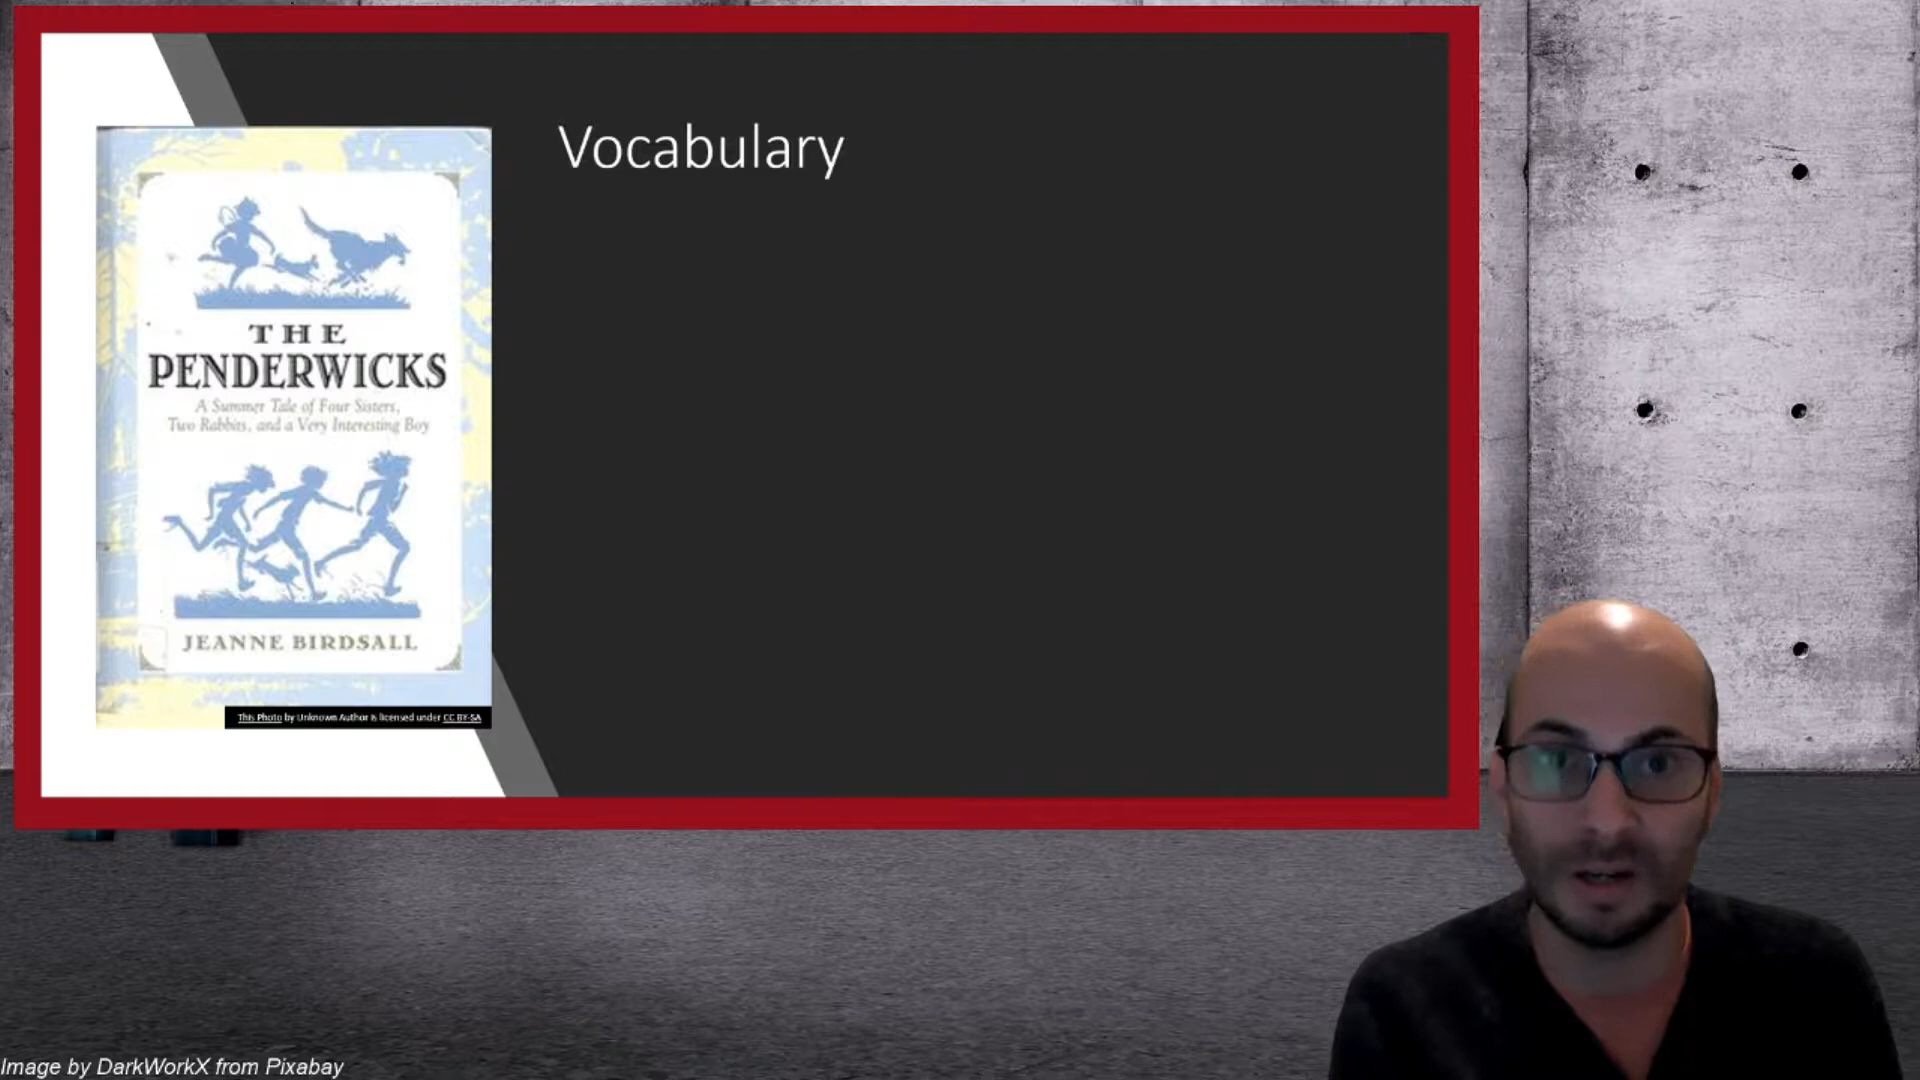 Vocabulary
THE
PENDERWICKS
A Summer Tale of Four Sisters,
Two Rabbits, and a Very Interesting Boy
JEANNE BIRDSALL
This Photo by Unknown Author is licensed under CC BY-SA
Image by DarkWorkX from Pixabay